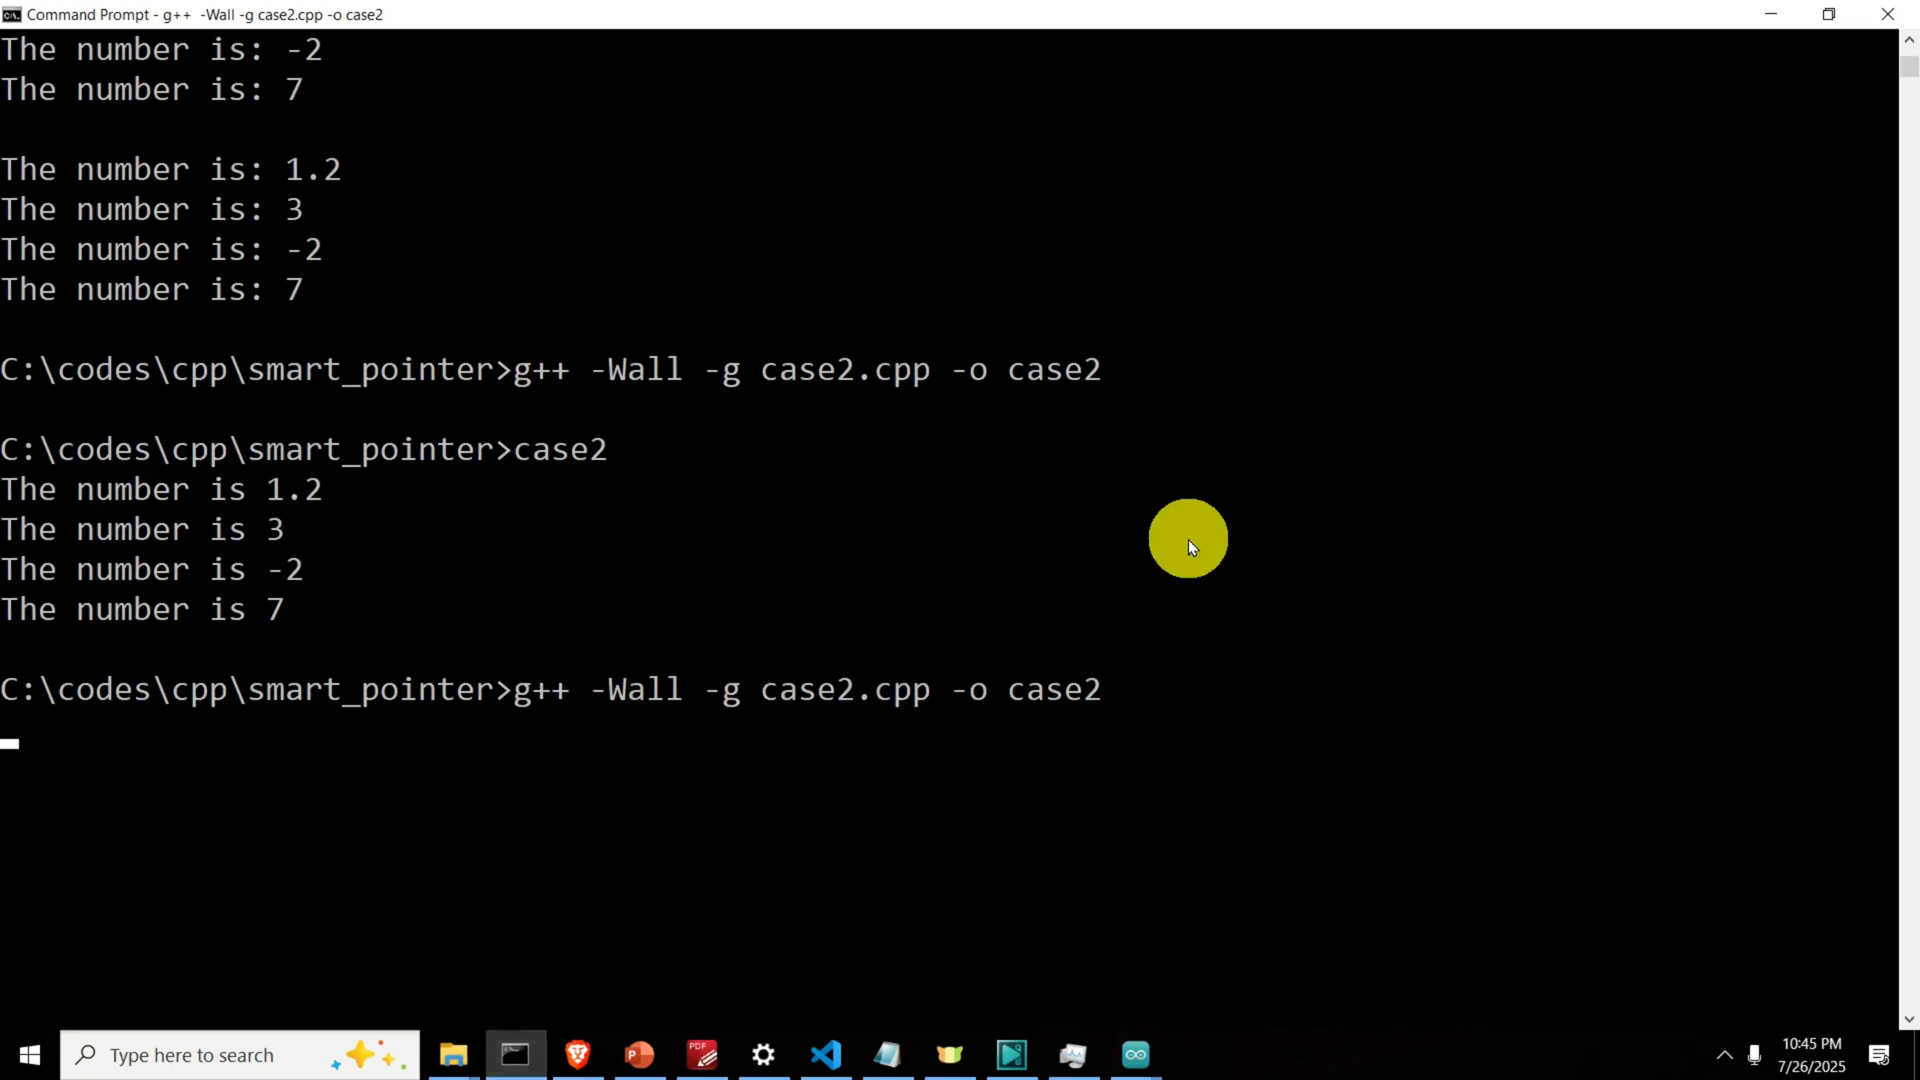 Command Prompt - g++ -Wall -g case2.cpp -o case2
The number is: -2
The number is: 7
The number is: 1.2
The number is: 3
The number is: -2
The number is: 7
C:\codes\cpp\smart_pointer>g++ -Wall -g case2.cpp -o case2
C:\codes\cpp\smart_pointer>case2
The number is 1.2
The number is 3
The number is -2
The number is 7
C:\codes\cpp\smart_pointer>g++ -Wall -g case2.cpp -o case2
Type here to search
PDF
10:45 PM
7/26/2025